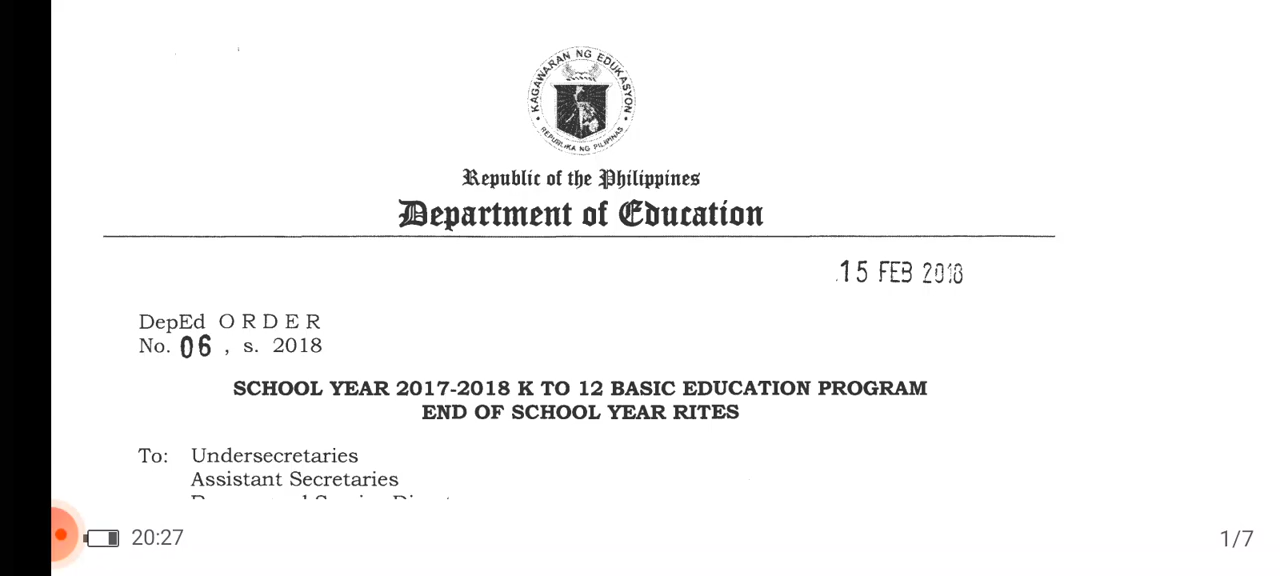 KAGAWARAN NG EDUKASYON
REPUBLIKA NG PILIPINAS
Republic of the Philippines
Department of Education
15 FEB 2018
DepEd ORDER
No. 06 , s. 2018
SCHOOL YEAR 2017-2018 K TO 12 BASIC EDUCATION PROGRAM
END OF SCHOOL YEAR RITES
To: Undersecretaries
Assistant Secretaries
20:27
1/7